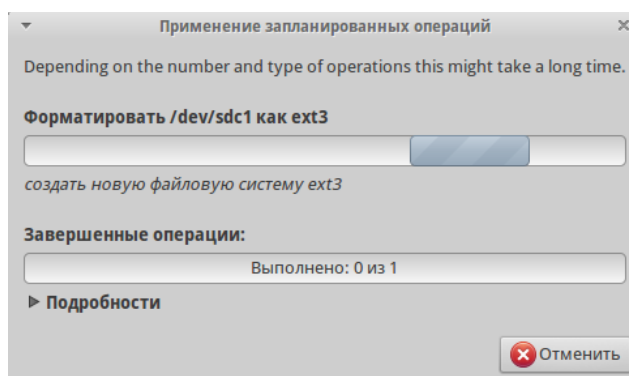 Применение запланированных операций
Depending on the number and type of operations this might take a long time.
Форматировать /dev/sdc1 как ext3
создать новую файловую систему ext3
Завершенные операции:
Выполнено: 0 из 1
Подробности
Отменить